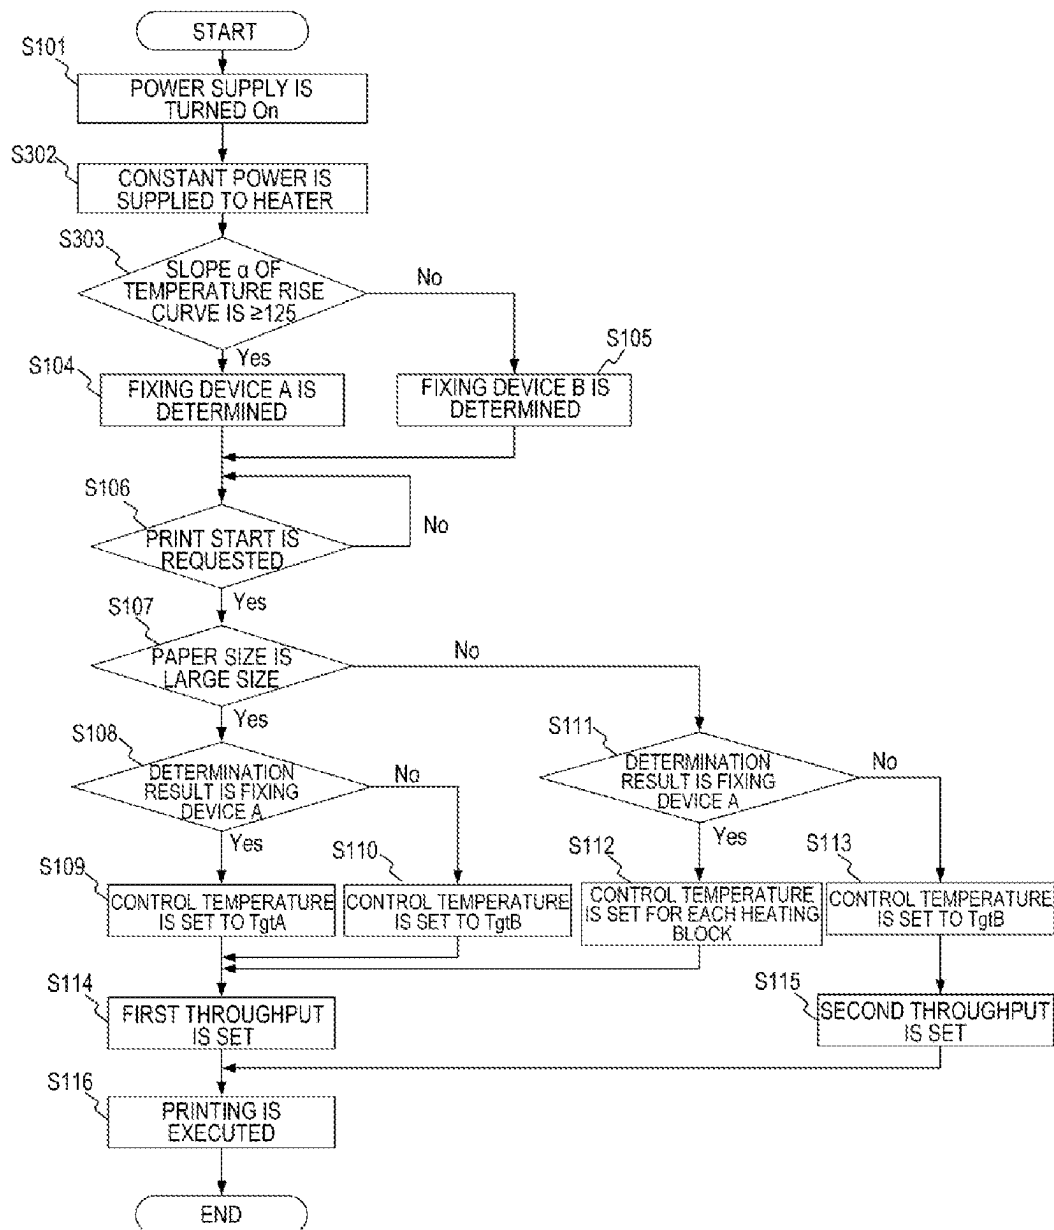 START
S101
POWER SUPPLY IS
TURNED On
S302
CONSTANT POWER IS
SUPPLIED TO HEATER
S303
SLOPE α OF
TEMPERATURE RISE
CURVE IS ≥125
No
Yes
S104
FIXING DEVICE A IS
DETERMINED
S105
FIXING DEVICE B IS
DETERMINED
S106
PRINT START IS
REQUESTED
No
Yes
S107
PAPER SIZE IS
LARGE SIZE
No
Yes
S108
DETERMINATION
RESULT IS FIXING
DEVICE A
No
Yes
S111
DETERMINATION
RESULT IS FIXING
DEVICE A
No
Yes
S109
CONTROL TEMPERATURE
IS SET TO TgtA
S110
CONTROL TEMPERATURE
IS SET TO TgtB
S112
CONTROL TEMPERATURE
IS SET FOR EACH HEATING
BLOCK
S113
CONTROL TEMPERATURE
IS SET TO TgtB
S114
FIRST THROUGHPUT
IS SET
S115
SECOND THROUGHPUT
IS SET
S116
PRINTING IS
EXECUTED
END